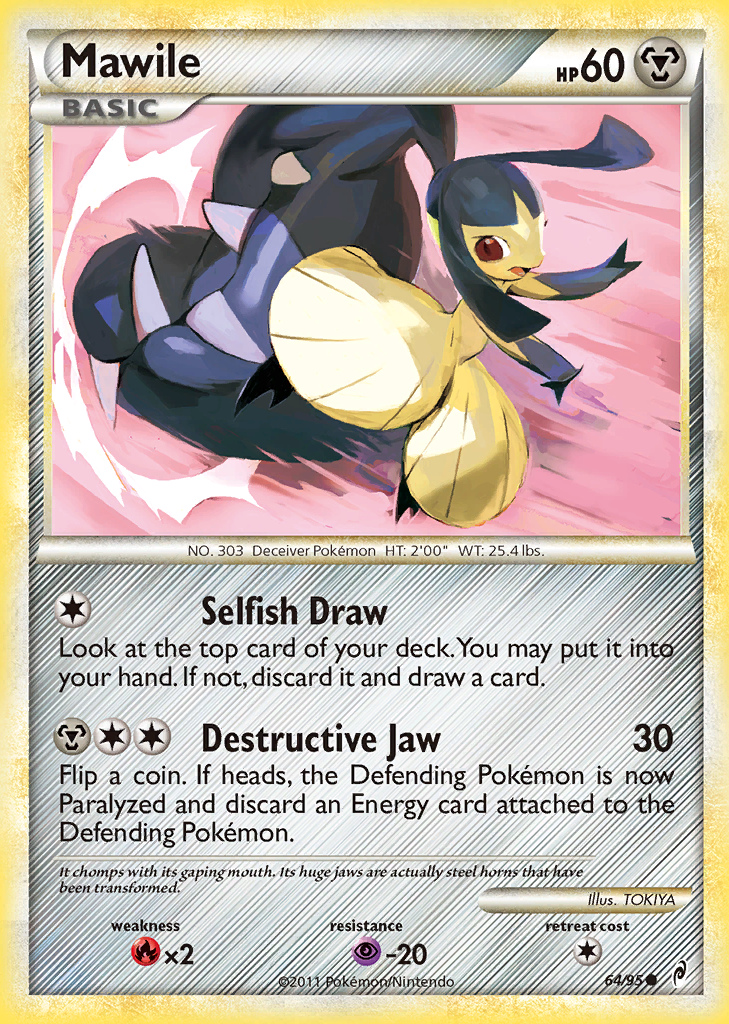 Mawile
HP60
BASIC
NO. 303 Deceiver Pokémon HT: 2'00" WT: 25.4 lbs.
Selfish Draw
Look at the top card of your deck. You may put it into
your hand. If not, discard it and draw a card.
Destructive Jaw 30
Flip a coin. If heads, the Defending Pokémon is now
Paralyzed and discard an Energy card attached to the
Defending Pokémon.
It chomps with its gaping mouth. Its huge jaws are actually steel horns that have
been transformed.
Illus. TOKIYA
weakness resistance retreat cost
×2 -20
©2011 Pokémon/Nintendo
64/95